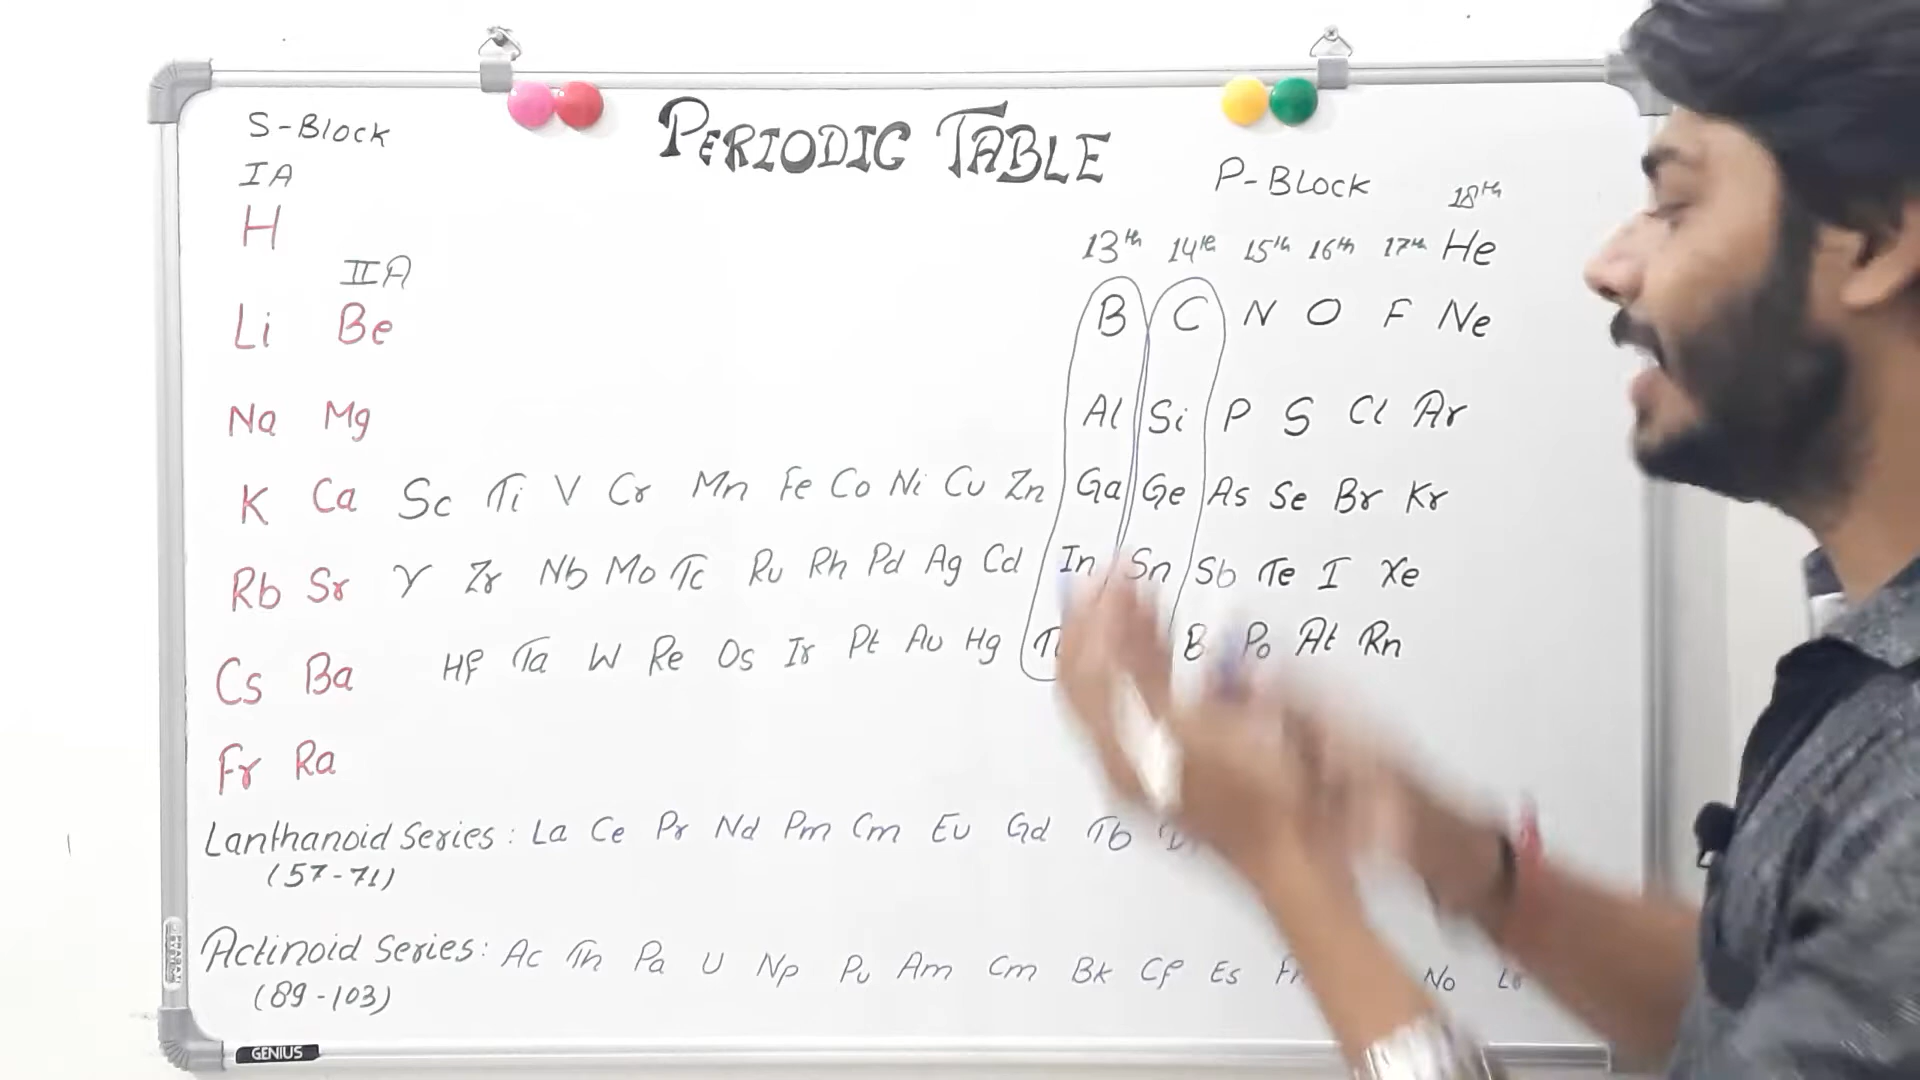 PERIODIC TABLE
S-Block
P-BLOCK
18th
IA
13th 14th 15th 16th 17th
H He
IIA
Li Be B C N O F Ne
Na Mg Al Si P S Cl Ar
K Ca Sc Ti V Cr Mn Fe Co Ni Cu Zn Ga Ge As Se Br Kr
Rb Sr Y Zr Nb Mo Tc Ru Rh Pd Ag Cd In Sn Sb Te I Xe
Cs Ba Hf Ta W Re Os Ir Pt Au Hg Po At Rn
Fr Ra
Lanthanoid Series: La Ce Pr Nd Pm Cm Eu Gd Tb
(57-71)
Actinoid Series: Ac Th Pa U Np Pu Am Cm Bk Cf Es No
(89-103)
GENIUS